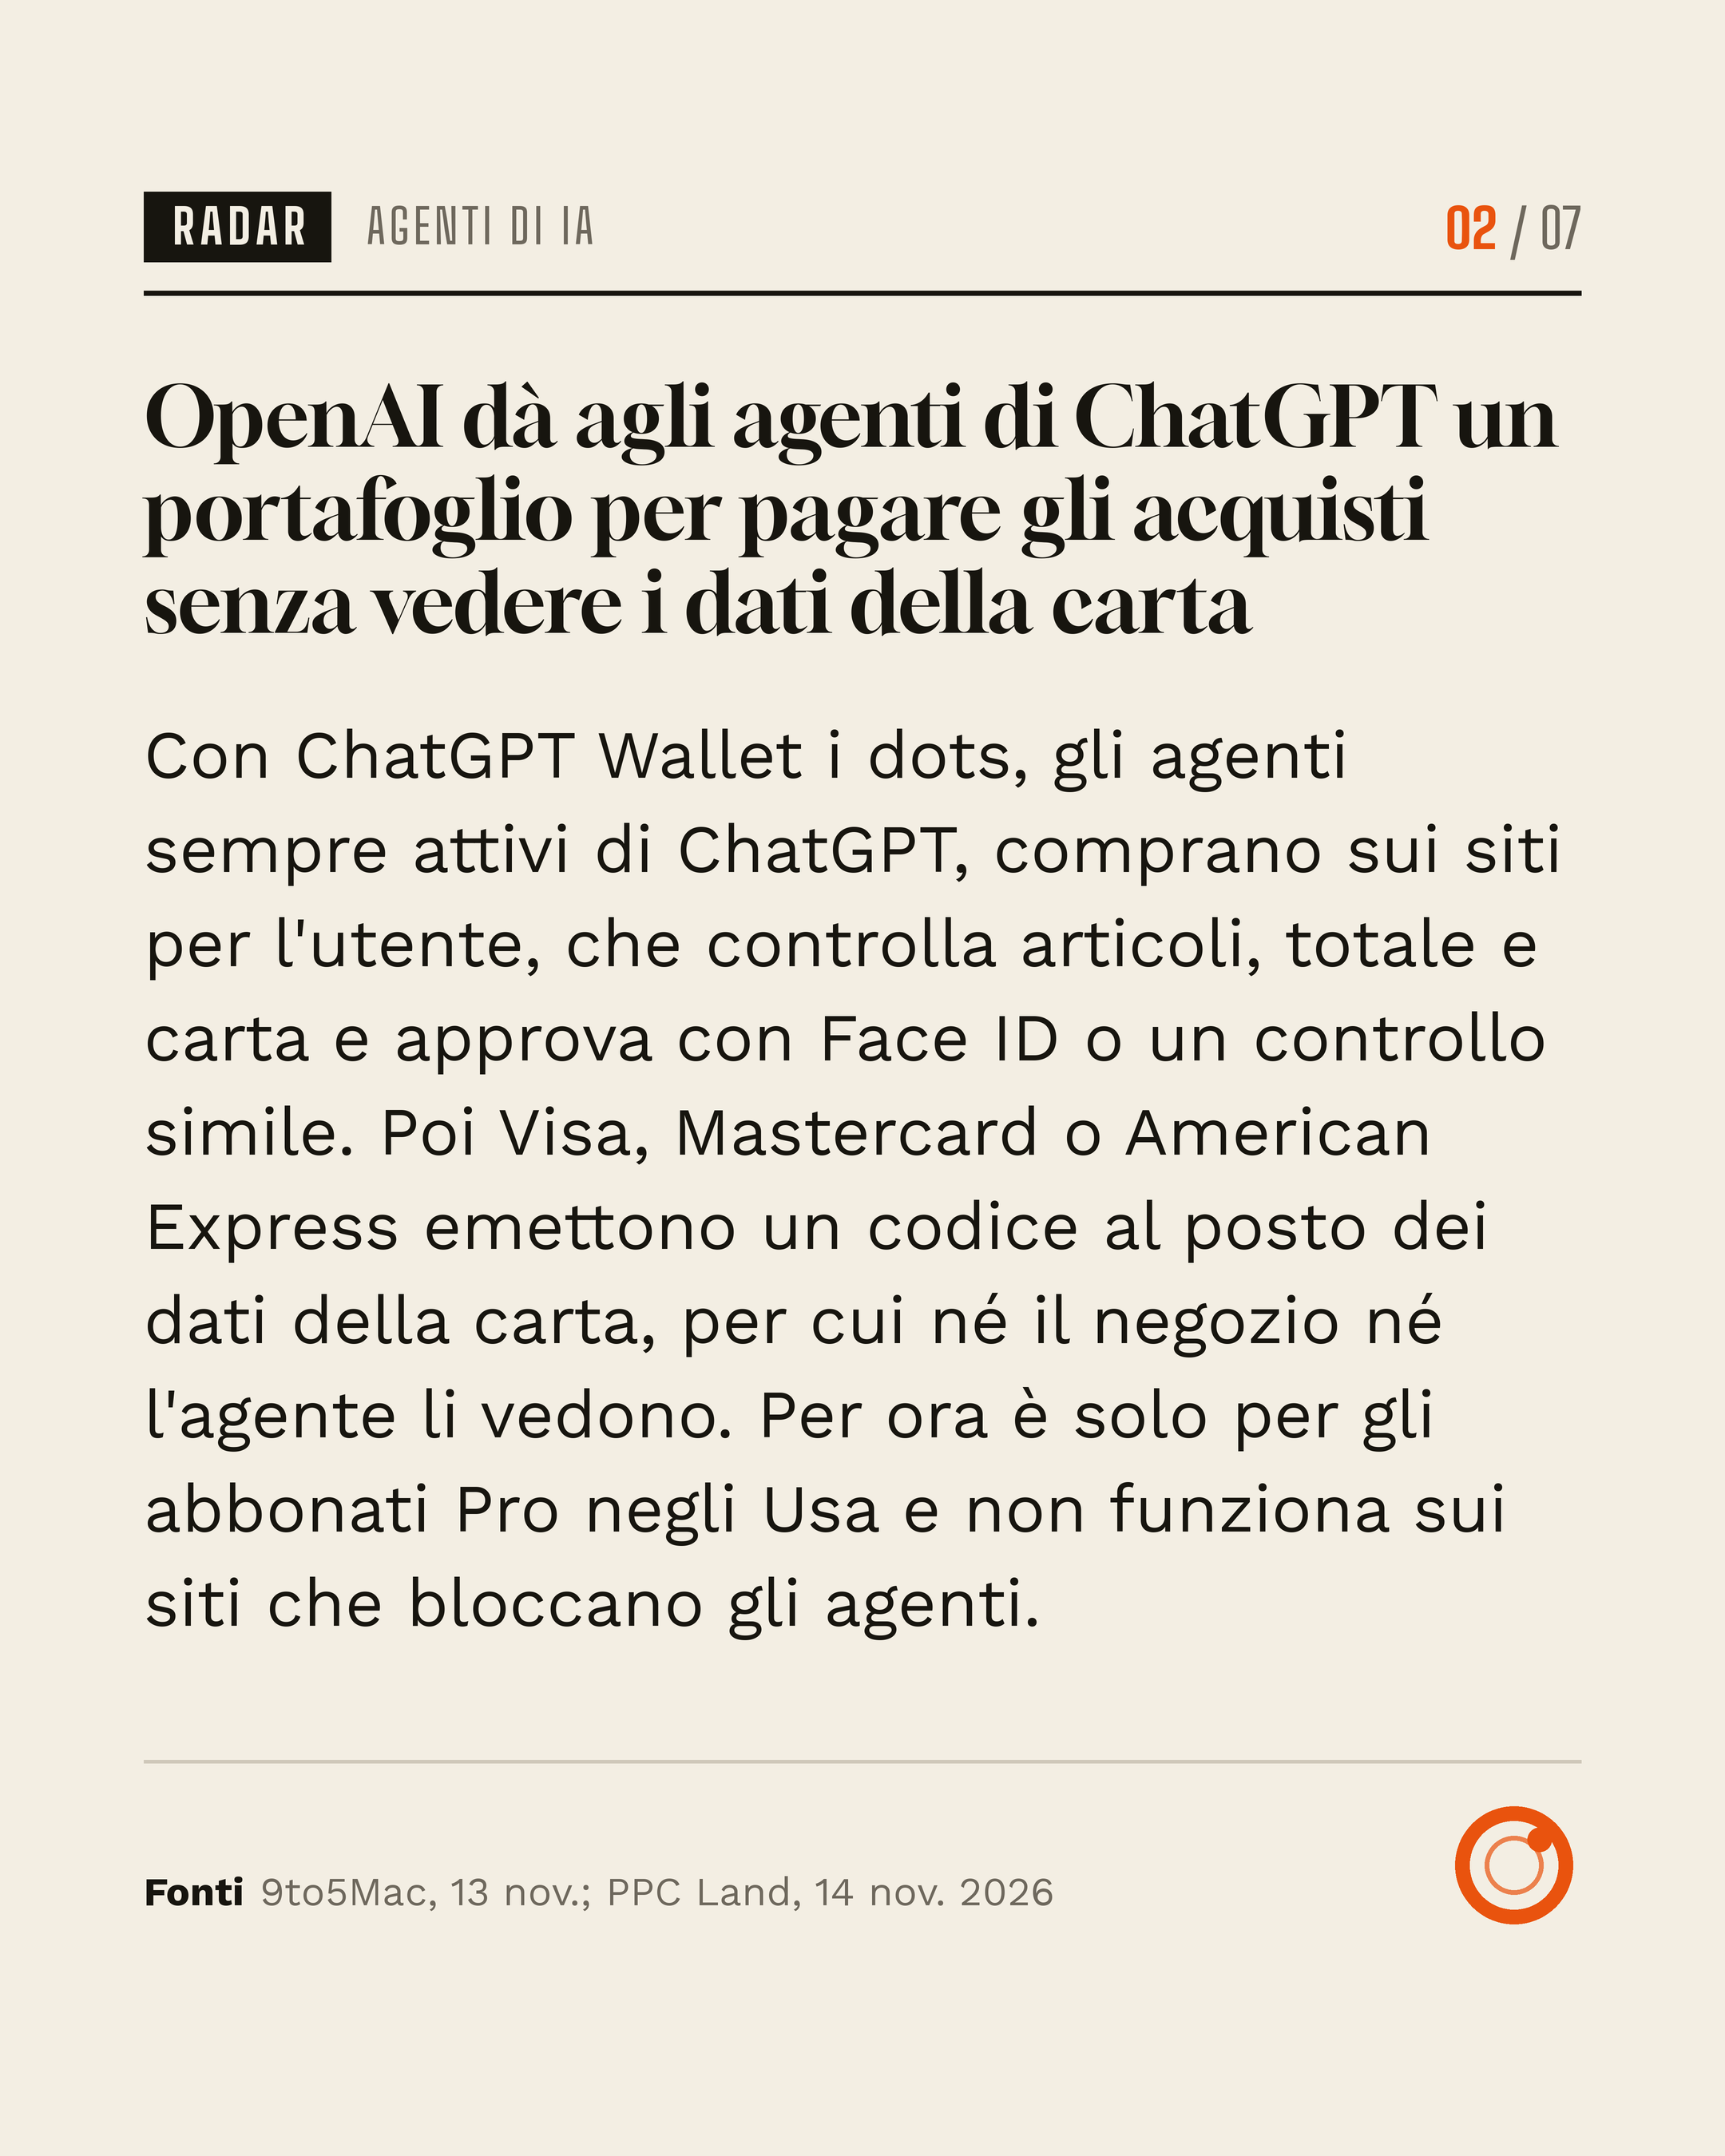 RADAR AGENTI DI IA 02 / 07
OpenAI dà agli agenti di ChatGPT un
portafoglio per pagare gli acquisti
senza vedere i dati della carta
Con ChatGPT Wallet i dots, gli agenti
sempre attivi di ChatGPT, comprano sui siti
per l'utente, che controlla articoli, totale e
carta e approva con Face ID o un controllo
simile. Poi Visa, Mastercard o American
Express emettono un codice al posto dei
dati della carta, per cui né il negozio né
l'agente li vedono. Per ora è solo per gli
abbonati Pro negli Usa e non funziona sui
siti che bloccano gli agenti.
Fonti 9to5Mac, 13 nov.; PPC Land, 14 nov. 2026